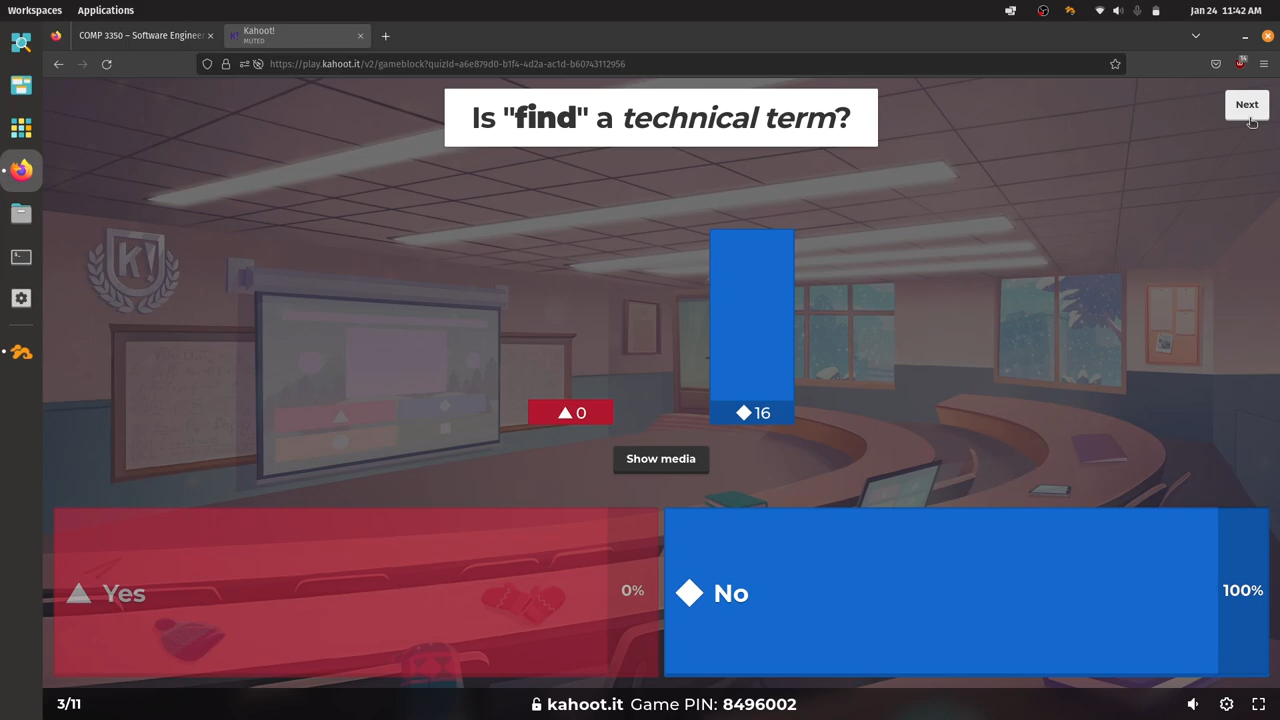 Workspaces Applications Jan 24 11:42 AM
COMP 3350 – Software Engineer
Kahoot!
MUTED
https://play.kahoot.it/v2/gameblock?quizId=a6e879d0-b1f4-4d2a-ac1d-b60743112956
Is "find" a technical term?
Next
K!
0
16
Show media
Yes 0%
No 100%
3/11
kahoot.it Game PIN: 8496002